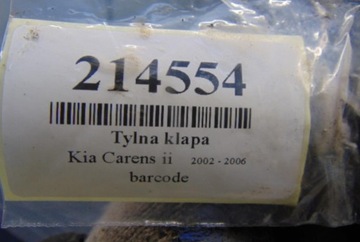 214554
Tylna klapa
Kia Carens ii 2002 - 2006
barcode